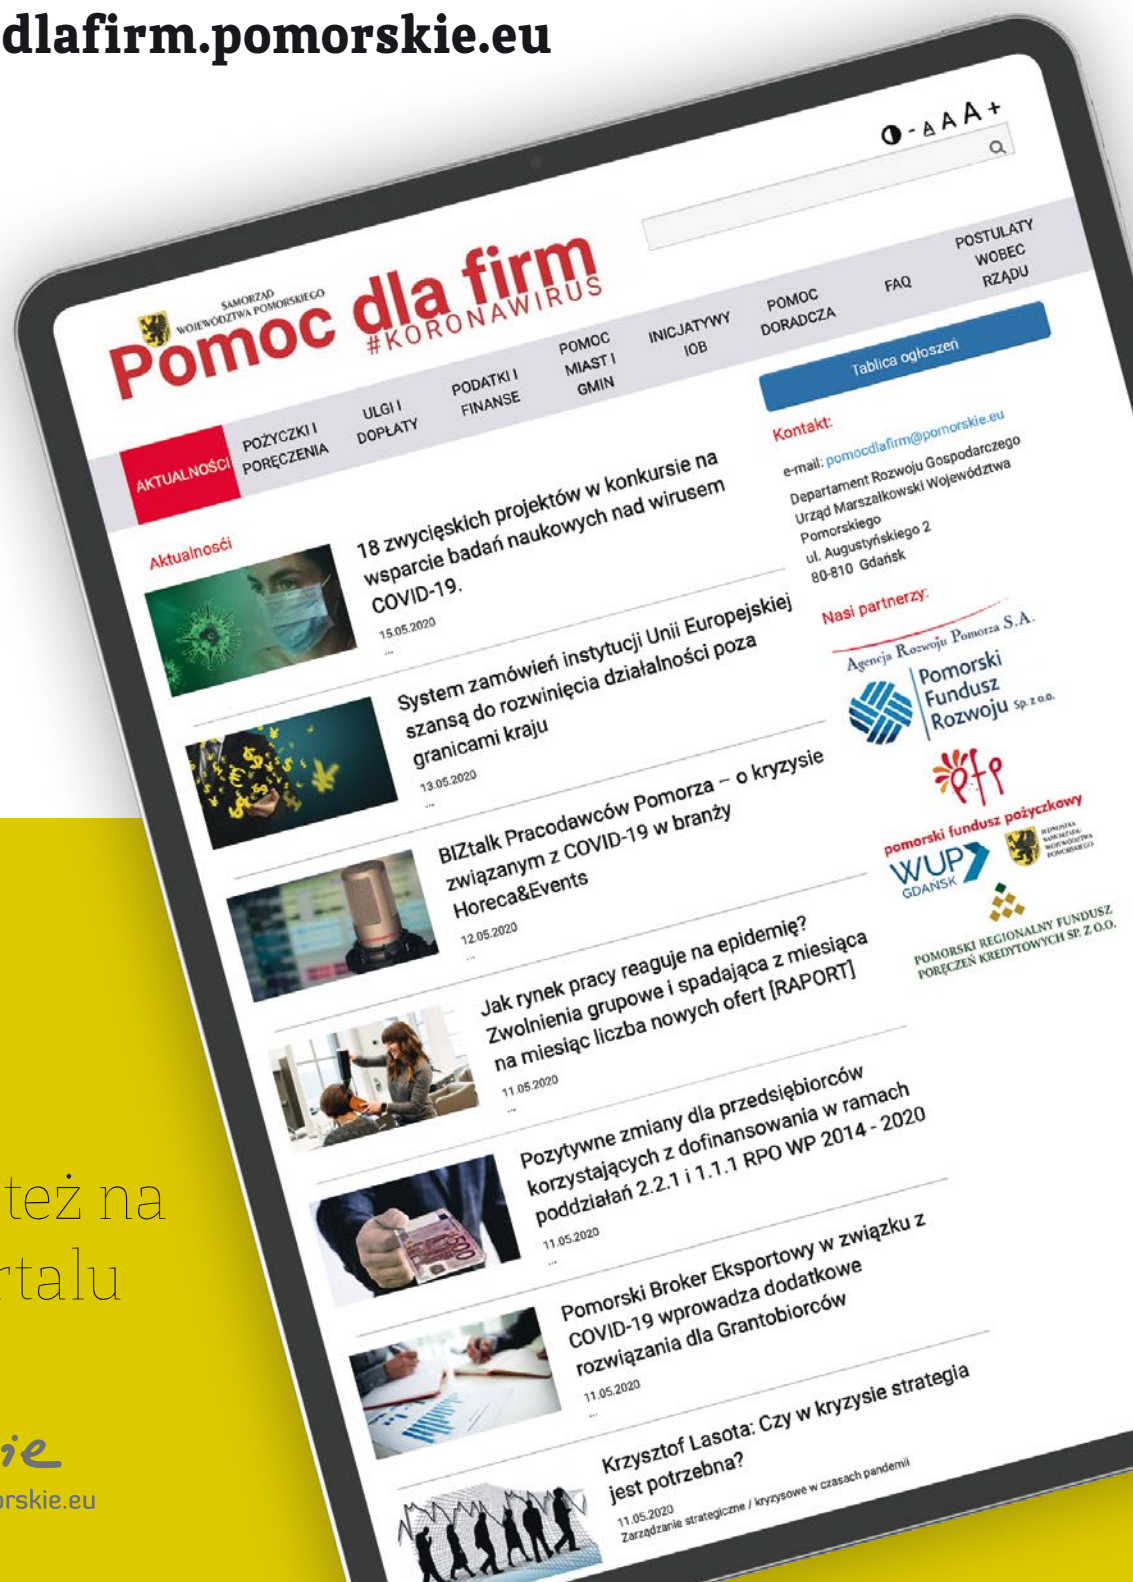 dlafirm.pomorskie.eu
- A A A +
SAMORZĄD
WOJEWÓDZTWA POMORSKIEGO
Pomoc dla firm
#KORONAWIRUS
AKTUALNOŚCI
POŻYCZKI I
PORĘCZENIA
ULGI I
DOPŁATY
PODATKI I
FINANSE
POMOC
MIAST I
GMIN
INICJATYWY
IOB
POMOC
DORADCZA
FAQ
POSTULATY
WOBEC
RZĄDU
Aktualnosći
18 zwycięskich projektów w konkursie na
wsparcie badań naukowych nad wirusem
COVID-19.
15.05.2020
...
System zamówień instytucji Unii Europejskiej
szansą do rozwinięcia działalności poza
granicami kraju
13.05.2020
...
BIZtalk Pracodawców Pomorza – o kryzysie
związanym z COVID-19 w branży
Horeca&Events
12.05.2020
...
Jak rynek pracy reaguje na epidemię?
Zwolnienia grupowe i spadająca z miesiąca
na miesiąc liczba nowych ofert [RAPORT]
11.05.2020
...
Pozytywne zmiany dla przedsiębiorców
korzystających z dofinansowania w ramach
poddziałań 2.2.1 i 1.1.1 RPO WP 2014 - 2020
11.05.2020
...
Pomorski Broker Eksportowy w związku z
COVID-19 wprowadza dodatkowe
rozwiązania dla Grantobiorców
11.05.2020
...
Krzysztof Lasota: Czy w kryzysie strategia
jest potrzebna?
11.05.2020
Zarządzanie strategiczne / kryzysowe w czasach pandemii
Tablica ogłoszeń
Kontakt:
e-mail: pomocdlafirm@pomorskie.eu
Departament Rozwoju Gospodarczego
Urząd Marszałkowski Województwa
Pomorskiego
ul. Augustyńskiego 2
80-810 Gdańsk
Nasi partnerzy:
Agencja Rozwoju Pomorza S.A.
Pomorski
Fundusz
Rozwoju Sp. z o.o.
pfp
pomorski fundusz pożyczkowy
WUP
GDAŃSK
JEDNOSTKA
SAMORZĄDU
WOJEWÓDZTWA
POMORSKIEGO
POMORSKI REGIONALNY FUNDUSZ
PORĘCZEŃ KREDYTOWYCH SP. Z O.O.
też na
rtalu
ie
orskie.eu